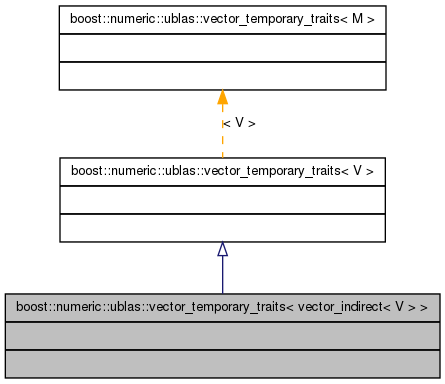 boost::numeric::ublas::vector_temporary_traits< M >
< V >
boost::numeric::ublas::vector_temporary_traits< V >
boost::numeric::ublas::vector_temporary_traits< vector_indirect< V > >